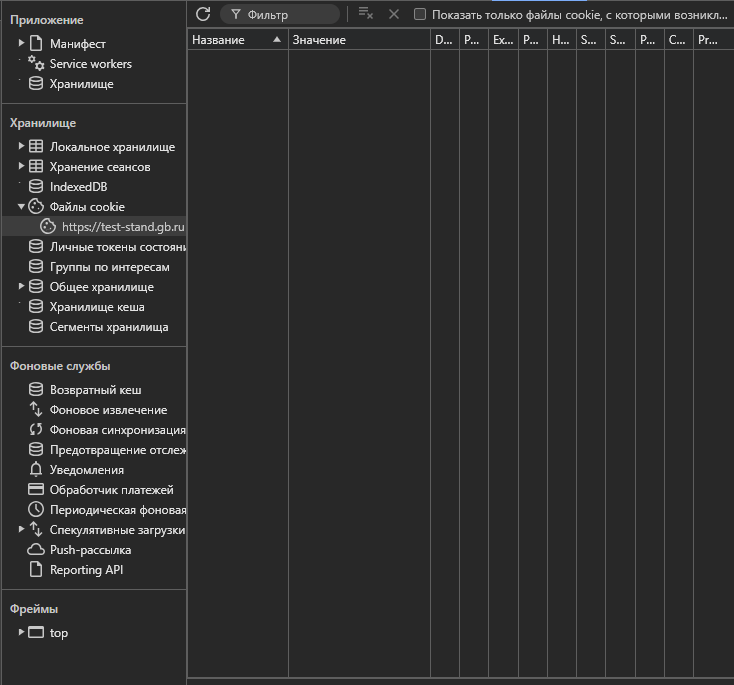 Приложение
Манифест
Service workers
Хранилище
Хранилище
Локальное хранилище
Хранение сеансов
IndexedDB
Файлы cookie
https://test-stand.gb.ru
Личные токены состояни
Группы по интересам
Общее хранилище
Хранилище кеша
Сегменты хранилища
Фоновые службы
Возвратный кеш
Фоновое извлечение
Фоновая синхронизация
Предотвращение отслеж
Уведомления
Обработчик платежей
Периодическая фоновая
Спекулятивные загрузки
Push-рассылка
Reporting API
Фреймы
top
Фильтр Показать только файлы cookie, с которыми возникл...
Название Значение D... P... Ex... P... H... S... S... P... C... Pr...